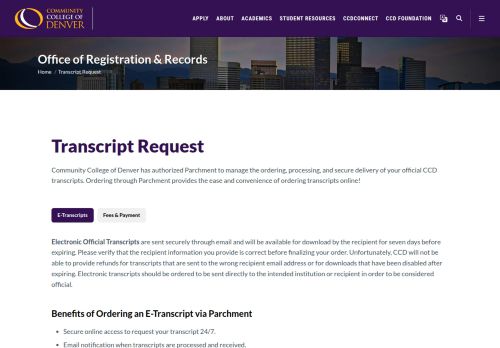 COMMUNITY
COLLEGE OF
DENVER
APPLY ABOUT ACADEMICS STUDENT RESOURCES CCDCONNECT CCD FOUNDATION
Office of Registration & Records
Home / Transcript Request
Transcript Request
Community College of Denver has authorized Parchment to manage the ordering, processing, and secure delivery of your official CCD
transcripts. Ordering through Parchment provides the ease and convenience of ordering transcripts online!
E-Transcripts Fees & Payment
Electronic Official Transcripts are sent securely through email and will be available for download by the recipient for seven days before
expiring. Please verify that the recipient information you provide is correct before finalizing your order. Unfortunately, CCD will not be
able to provide refunds for transcripts that are sent to the wrong recipient email address or for downloads that have been disabled after
expiring. Electronic transcripts should be ordered to be sent directly to the intended institution or recipient in order to be considered
official.
Benefits of Ordering an E-Transcript via Parchment
• Secure online access to request your transcript 24/7.
• Email notification when transcripts are processed and received.